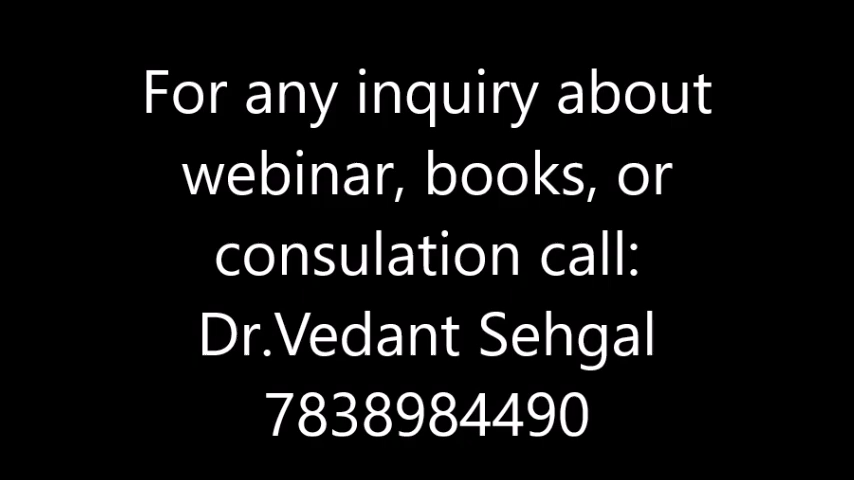 For any inquiry about
webinar, books, or
consulation call:
Dr.Vedant Sehgal
7838984490